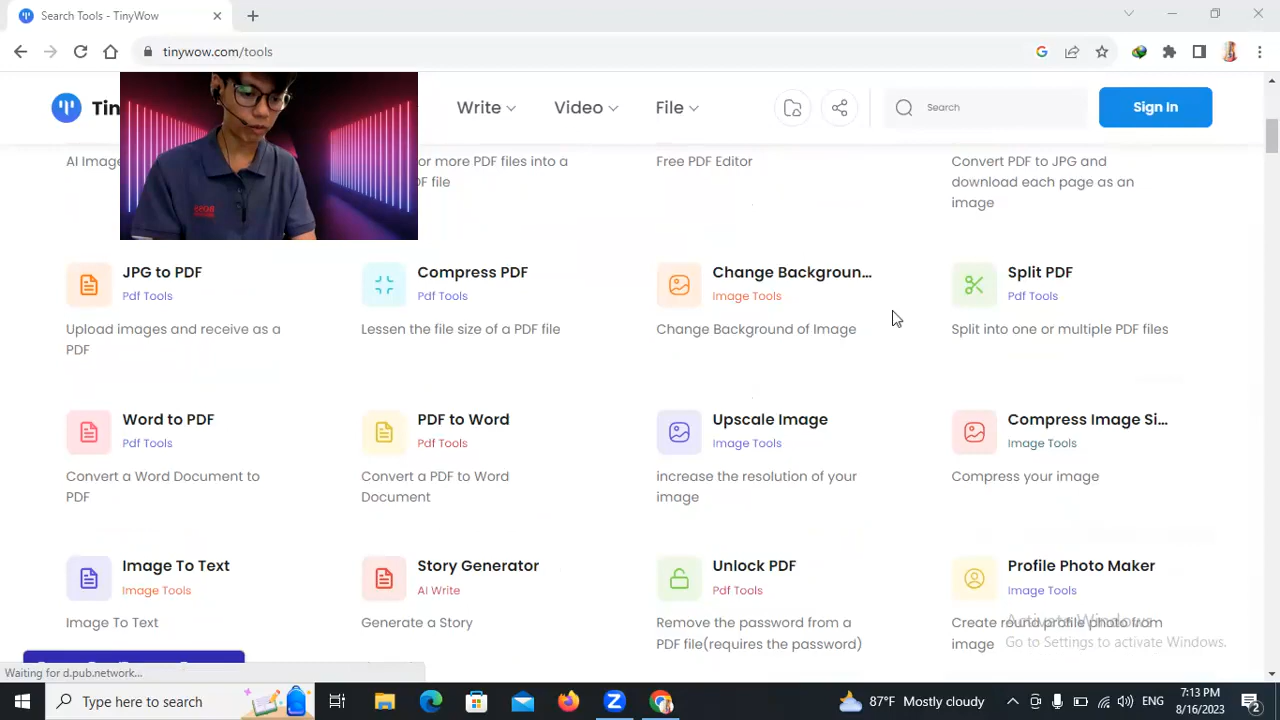 Search Tools - TinyWow
tinywow.com/tools
Tin
Write
Video
File
Search
Sign In
AI Imag
or more PDF files into a
DF file
Free PDF Editor
Convert PDF to JPG and
download each page as an
image
JPG to PDF
Pdf Tools
Upload images and receive as a
PDF
Compress PDF
Pdf Tools
Lessen the file size of a PDF file
Change Backgroun...
Image Tools
Change Background of Image
Split PDF
Pdf Tools
Split into one or multiple PDF files
Word to PDF
Pdf Tools
Convert a Word Document to
PDF
PDF to Word
Pdf Tools
Convert a PDF to Word
Document
Upscale Image
Image Tools
increase the resolution of your
image
Compress Image Si...
Image Tools
Compress your image
Image To Text
Image Tools
Image To Text
Story Generator
AI Write
Generate a Story
Unlock PDF
Pdf Tools
Remove the password from a
PDF file(requires the password)
Profile Photo Maker
Image Tools
Create round profile photo from
image
Activate Windows
Go to Settings to activate Windows.
Waiting for d.pub.network...
Type here to search
87°F Mostly cloudy
ENG
7:13 PM
8/16/2023
2